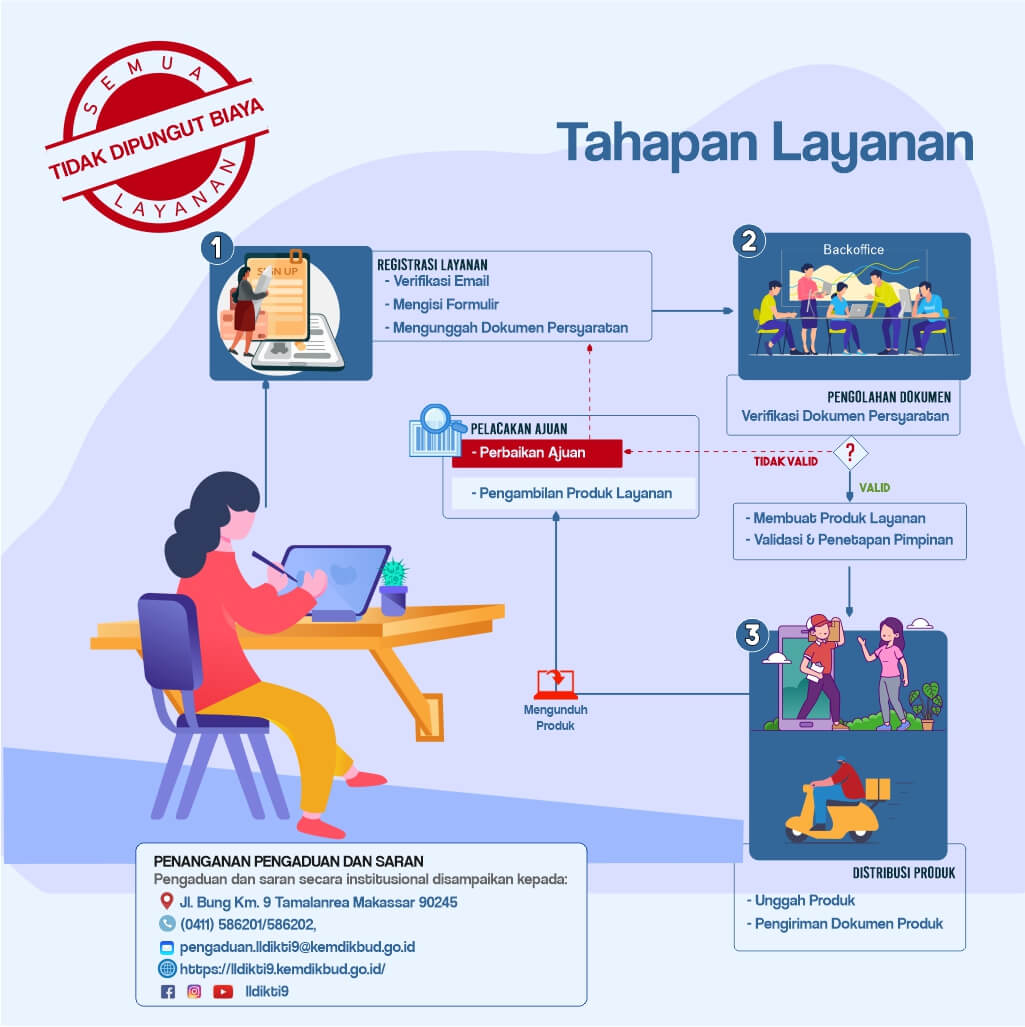 SEMUA
TIDAK DIPUNGUT BIAYA
LAYANAN
Tahapan Layanan
1
SIGN UP
REGISTRASI LAYANAN
- Verifikasi Email
- Mengisi Formulir
- Mengunggah Dokumen Persyaratan
2
Backoffice
PENGOLAHAN DOKUMEN
Verifikasi Dokumen Persyaratan
PELACAKAN AJUAN
- Perbaikan Ajuan
- Pengambilan Produk Layanan
TIDAK VALID
?
VALID
- Membuat Produk Layanan
- Validasi & Penetapan Pimpinan
3
Mengunduh
Produk
DISTRIBUSI PRODUK
- Unggah Produk
- Pengiriman Dokumen Produk
PENANGANAN PENGADUAN DAN SARAN
Pengaduan dan saran secara institusional disampaikan kepada:
Jl. Bung Km. 9 Tamalanrea Makassar 90245
(0411) 586201/586202,
pengaduan.lldikti9@kemdikbud.go.id
https://lldikti9.kemdikbud.go.id/
lldikti9